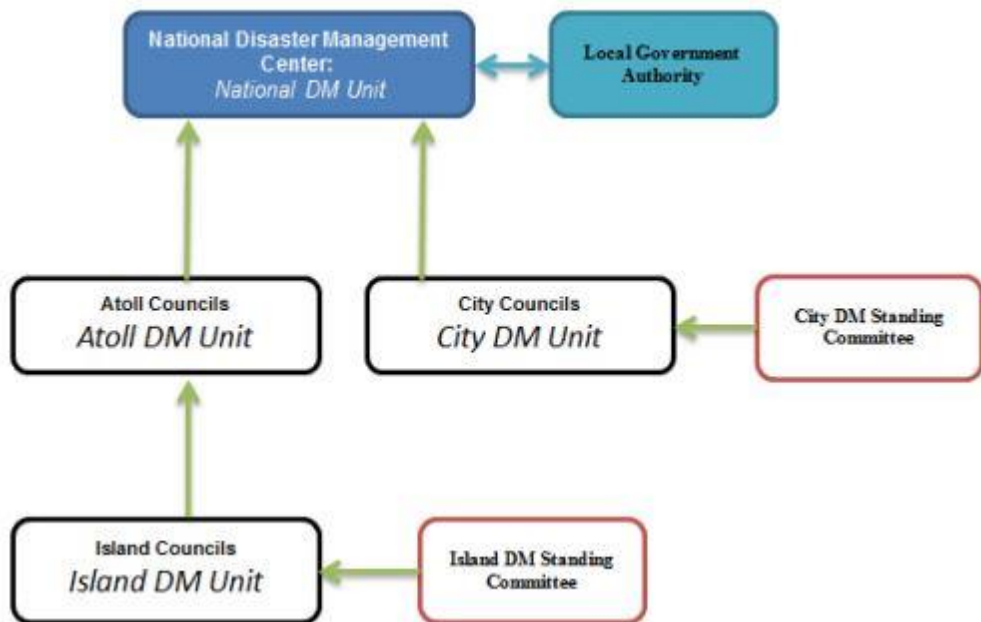 National Disaster Management
Center:
National DM Unit
Local Government
Authority
Atoll Councils
Atoll DM Unit
City Councils
City DM Unit
City DM Standing
Committee
Island Councils
Island DM Unit
Island DM Standing
Committee